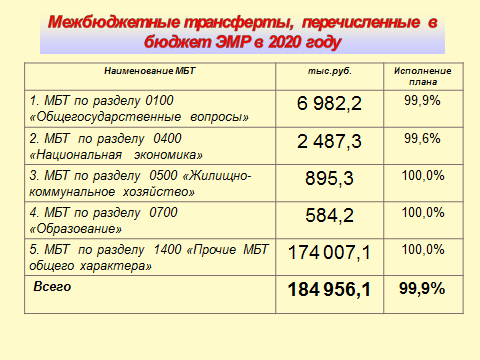 Межбюджетные трансферты, перечисленные в
бюджет ЭМР в 2020 году
Наименование МБТ
тыс.руб.
Исполнение
плана
1. МБТ по разделу 0100
«Общегосударственные вопросы»
6 982,2
99,9%
2. МБТ по разделу 0400
«Национальная экономика»
2 487,3
99,6%
3. МБТ по разделу 0500 «Жилищно-
коммунальное хозяйство»
895,3
100,0%
4. МБТ по разделу 0700
«Образование»
584,2
100,0%
5. МБТ по разделу 1400 «Прочие МБТ
общего характера»
174 007,1
100,0%
Всего
184 956,1
99,9%